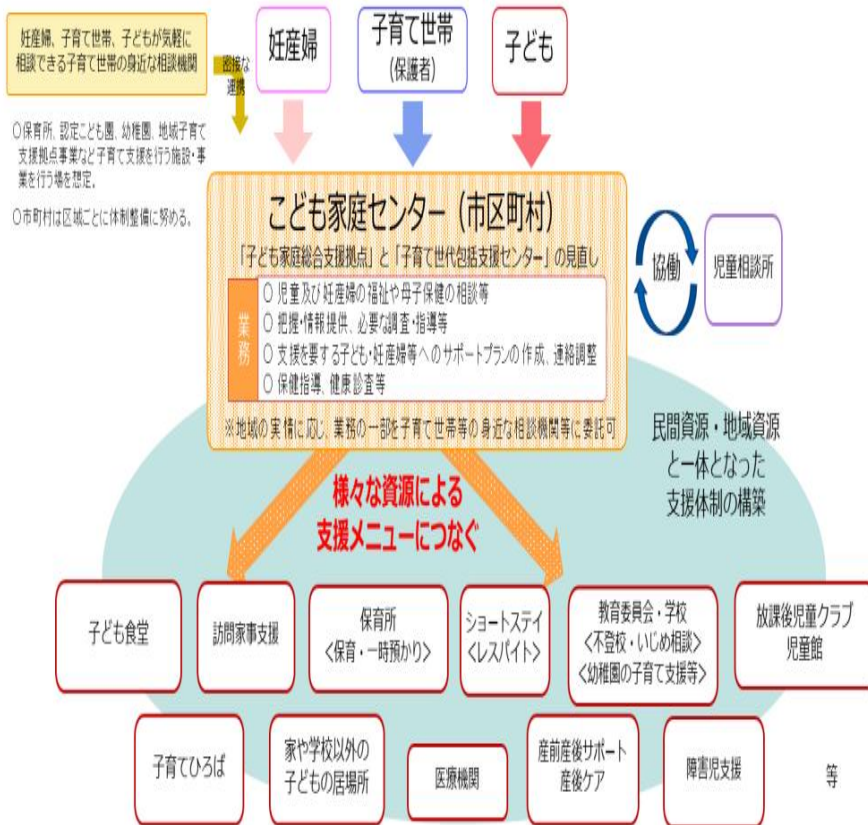 妊産婦、子育て世帯、子どもが気軽に
相談できる子育て世帯の身近な相談機関
密接な
連携
妊産婦
子育て世帯
(保護者)
子ども
○保育所、認定こども園、幼稚園、地域子育て
支援拠点事業など子育て支援を行う施設・事
業を行う場を想定。
○市町村は区域ごとに体制整備に努める。
こども家庭センター（市区町村）
「子ども家庭総合支援拠点」と「子育て世代包括支援センター」の見直し
業務
○ 児童及び妊産婦の福祉や母子保健の相談等
○ 把握・情報提供、必要な調査・指導等
○ 支援を要する子ども・妊産婦等へのサポートプランの作成、連絡調整
○ 保健指導、健康診査等
※地域の実情に応じ、業務の一部を子育て世帯等の身近な相談機関等に委託可
協働
児童相談所
民間資源・地域資源
と一体となった
支援体制の構築
様々な資源による
支援メニューにつなぐ
子ども食堂
訪問家事支援
保育所
<保育・一時預かり>
ショートステイ
<レスパイト>
教育委員会・学校
<不登校・いじめ相談>
<幼稚園の子育て支援等>
放課後児童クラブ
児童館
子育てひろば
家や学校以外の
子どもの居場所
医療機関
産前産後サポート
産後ケア
障害児支援
等